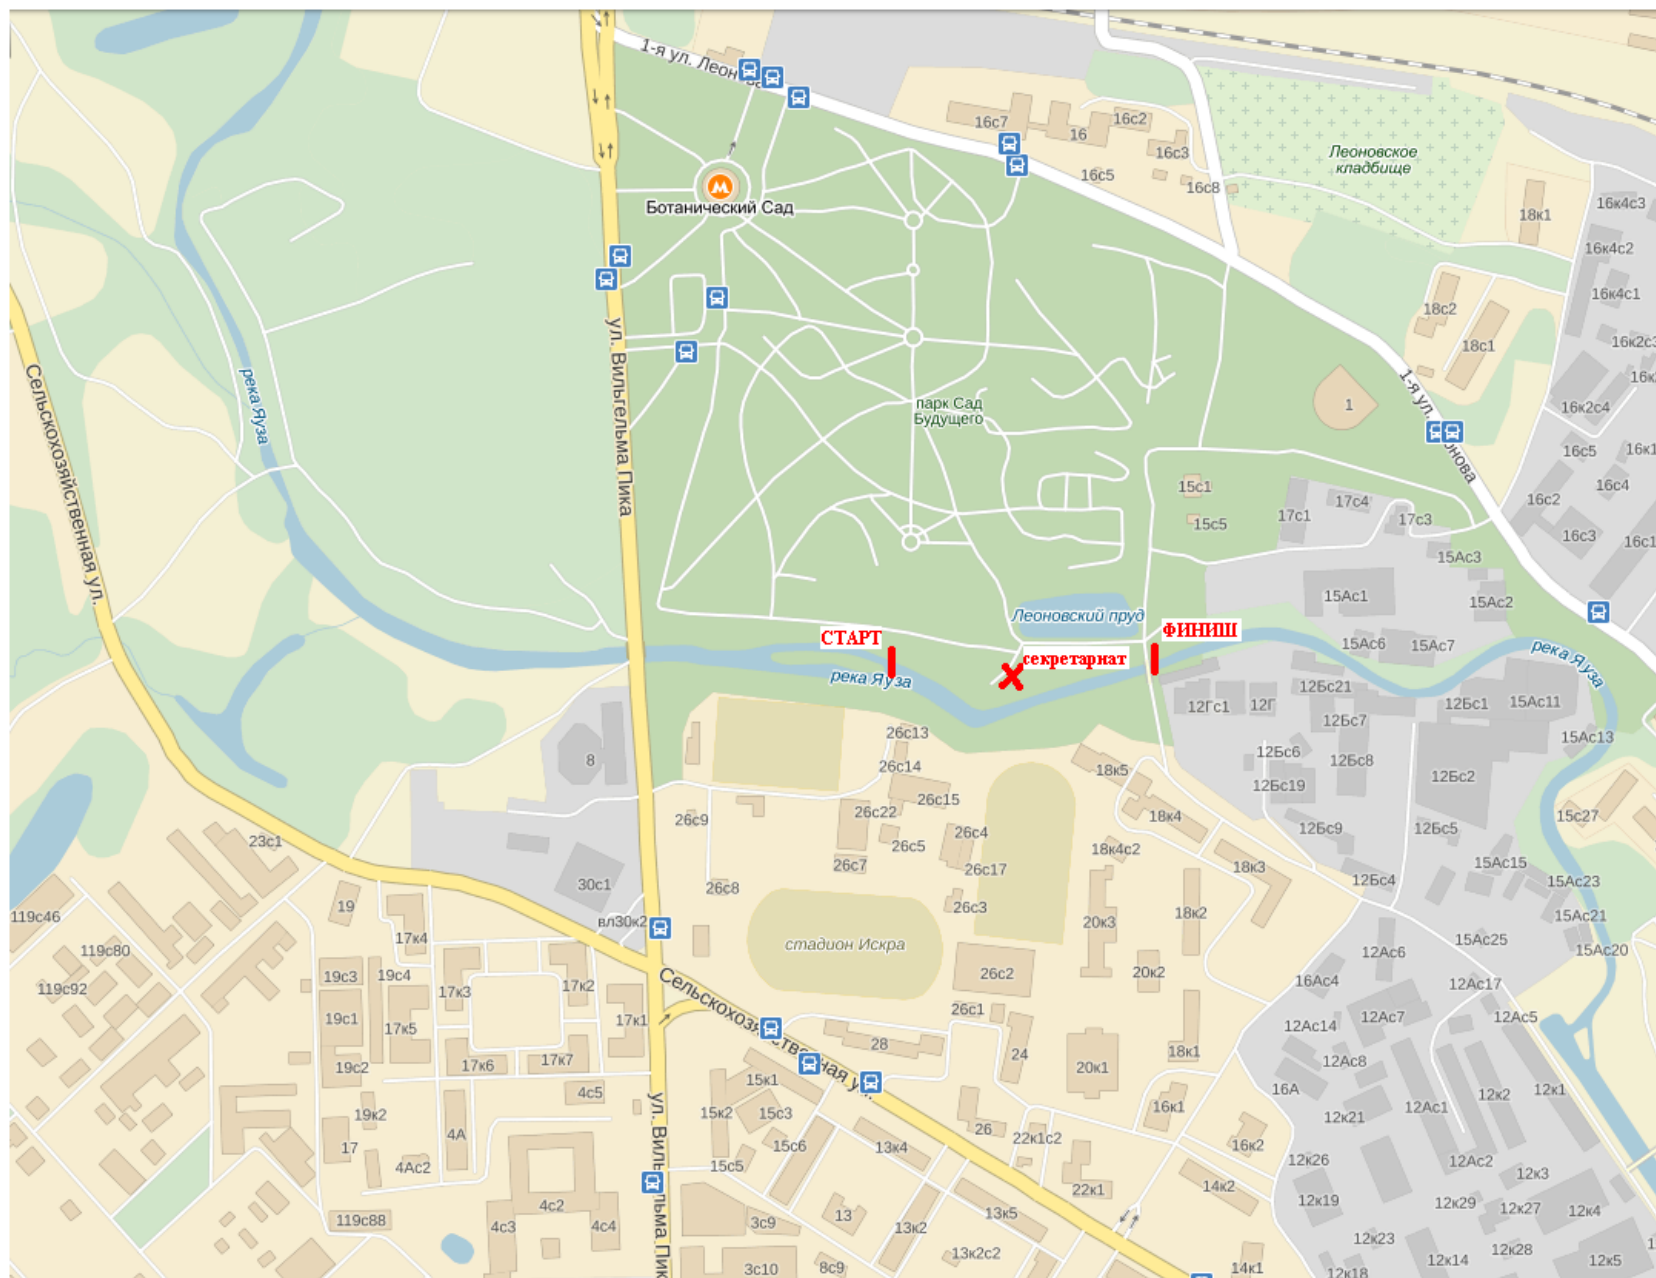 1-я ул. Леонова
16с7
16с2
16
16с3
16с5
16с8
Леоновское
кладбище
18к1
16к4с3
16к4с2
16к4с1
Ботанический Сад
18с2
18с1
16к2с3
16к2с4
1
1-я ул. Леонова
ул. Вильгельма Пика
река Яуза
Сельскохозяйственная ул.
парк Сад
Будущего
16с5
16к1
16с4
16с2
16с3
16с1
15с1
15с5
17с1
17с4
17с3
15Ас3
15Ас1
15Ас2
Леоновский пруд
СТАРТ
ФИНИШ
секретариат
река Яуза
15Ас6
15Ас7
река Яуза
12Гс1
12Г
12Бс21
12Бс7
12Бс1
15Ас11
15Ас13
8
26с13
26с14
26с15
26с22
26с9
26с5
26с4
26с7
26с17
26с8
26с3
18к5
18к4
18к4с2
18к3
12Бс6
12Бс8
12Бс19
12Бс2
12Бс9
12Бс5
15с27
15Ас15
15Ас23
12Бс4
15Ас21
23с1
30с1
вл30к2
119с46
119с80
119с92
19
17к4
19с3
19с4
17к3
17к2
19с1
17к5
17к1
19с2
17к6
17к7
стадион Искра
26с2
26с1
20к3
18к2
20к2
12Ас6
15Ас25
15Ас20
16Ас4
12Ас17
12Ас14
12Ас7
12Ас5
Сельскохозяйственная ул.
28
24
20к1
18к1
12Ас8
16А
12к2
12к1
12Ас1
12к21
4с5
15к1
15к2
15с3
15с6
15с5
19к2
17
4А
4Ас2
13к4
26
22к1с2
16к1
16к2
22к1
14к2
12к26
12Ас2
12к3
12к19
12к29
12к27
12к4
119с88
4с3
4с2
4с4
ул. Вильгельма Пика
3с9
13
13к2
13к5
13к2с2
3с10
8с9
14к1
12к23
12к14
12к28
12к5
12к18